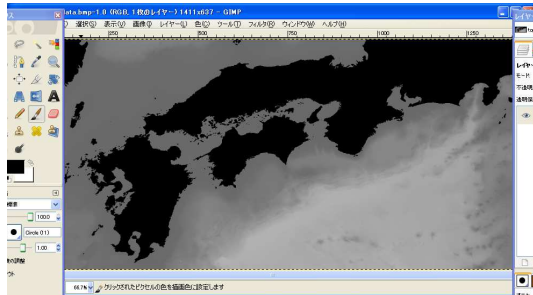 ata.bmp-1.0 (RGB, 1枚のレイヤー) 1411x637 – GIMP
選択(S) 表示(V) 画像(I) レイヤー(L) 色(C) ツール(T) フィルタ(R) ウィンドウ(W) ヘルプ(H)
250 500 750 1000 1250
レイヤー
モード:
不透明
透明保
100.0
Circle (11)
1.00
66.7% クリックされたピクセルの色を描画色に設定します